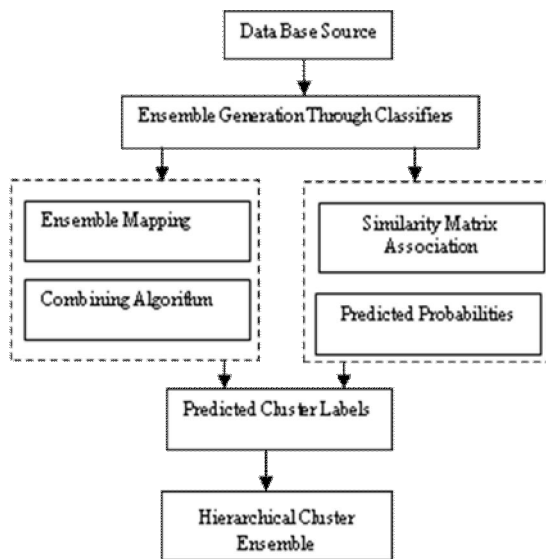 Data Base Source
Ensemble Generation Through Classifiers
Ensemble Mapping
Combining Algorithm
Similarity Matrix
Association
Predicted Probabilities
Predicted Cluster Labels
Hierarchical Cluster
Ensemble